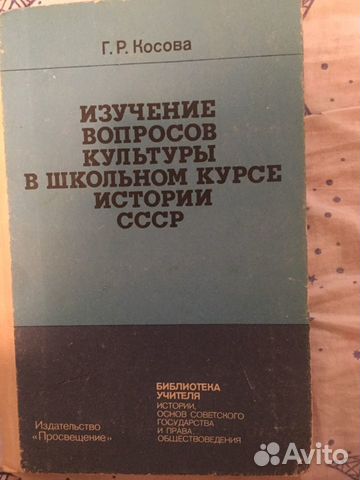 Г. Р. Косова
ИЗУЧЕНИЕ
ВОПРОСОВ
КУЛЬТУРЫ
В ШКОЛЬНОМ КУРСЕ
ИСТОРИИ
СССР
БИБЛИОТЕКА
УЧИТЕЛЯ
ИСТОРИИ,
ОСНОВ СОВЕТСКОГО
ГОСУДАРСТВА
И ПРАВА,
ОБЩЕСТВОВЕДЕНИЯ
Издательство
«Просвещение»
Avito